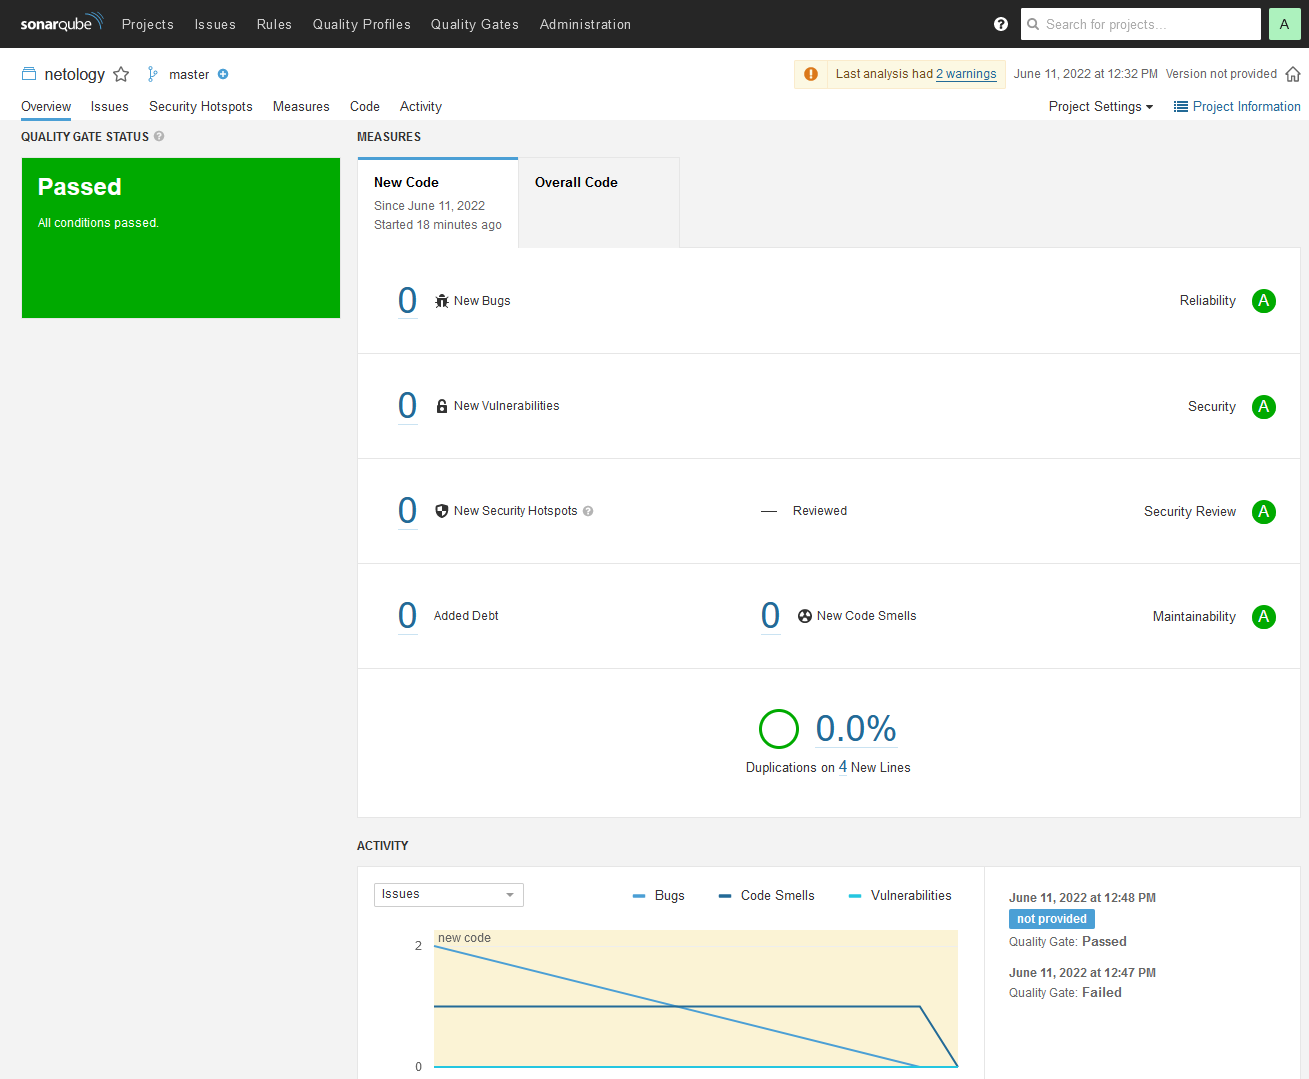 sonarqube Projects Issues Rules Quality Profiles Quality Gates Administration ? Search for projects... A
netology master Last analysis had 2 warnings June 11, 2022 at 12:32 PM Version not provided
Overview Issues Security Hotspots Measures Code Activity Project Settings Project Information
QUALITY GATE STATUS ?
Passed
All conditions passed.
MEASURES
New Code
Since June 11, 2022
Started 18 minutes ago
Overall Code
0 New Bugs Reliability A
0 New Vulnerabilities Security A
0 New Security Hotspots ? — Reviewed Security Review A
0 Added Debt 0 New Code Smells Maintainability A
0.0%
Duplications on 4 New Lines
ACTIVITY
Issues Bugs Code Smells Vulnerabilities
new code
2
0
June 11, 2022 at 12:48 PM
not provided
Quality Gate: Passed
June 11, 2022 at 12:47 PM
Quality Gate: Failed